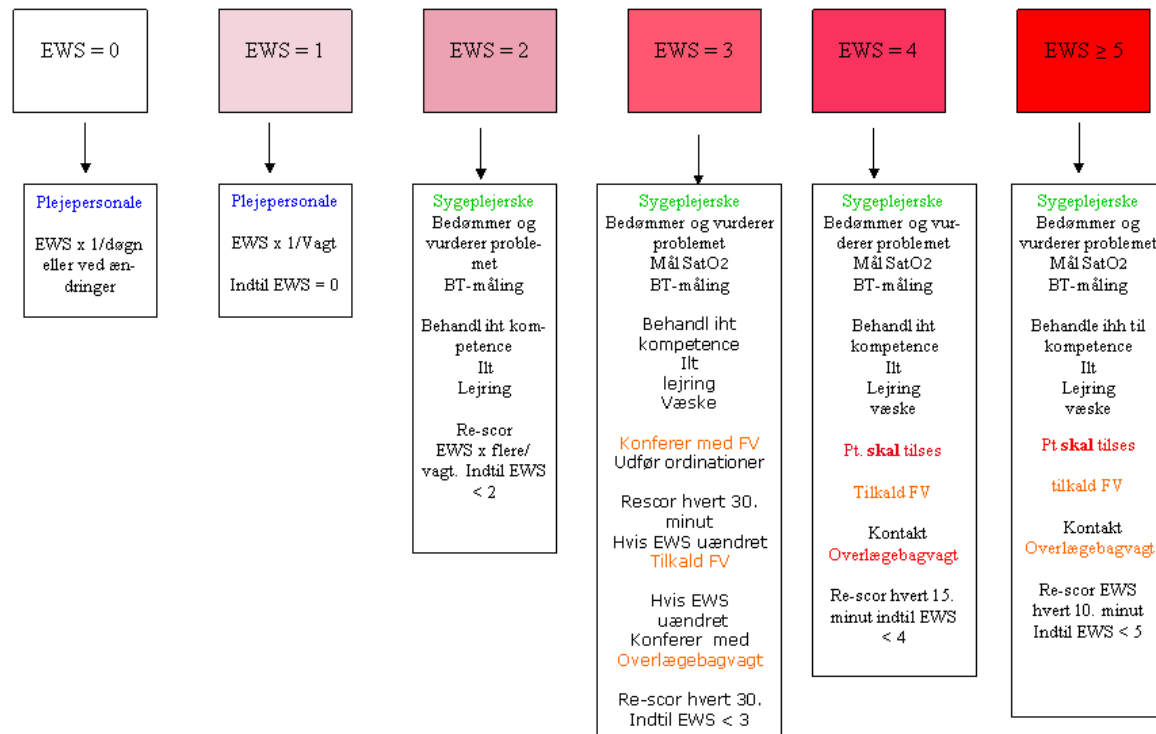 EWS = 0
EWS = 1
EWS = 2
EWS = 3
EWS = 4
EWS ≥ 5
Plejepersonale
EWS x 1/døgn
eller ved æn-
dringer
Plejepersonale
EWS x 1/Vagt
Indtil EWS = 0
Sygeplejerske
Bedømmer og
vurderer proble-
met
BT-måling
Behandl iht kom-
petence
Ilt
Lejring
Re-scor
EWS x flere/
vagt. Indtil EWS
< 2
Sygeplejerske
Bedømmer og vurderer
problemet
Mål SatO2
BT-måling
Behandl iht
kompetence
Ilt
lejring
Væske
Konferer med FV
Udfør ordinationer
Rescor hvert 30.
minut
Hvis EWS uændret
Tilkald FV
Hvis EWS
uændret
Konferer med
Overlægebagvagt
Re-scor hvert 30.
Indtil EWS < 3
Sygeplejerske
Bedømmer og vur-
derer problemet
Mål SatO2
BT-måling
Behandl iht
kompetence
Ilt
Lejring
væske
Pt. skal tilses
Tilkald FV
Kontakt
Overlægebagvagt
Re-scor hvert 15.
minut indtil EWS
< 4
Sygeplejerske
Bedømmer og
vurderer problemet
Mål SatO2
BT-måling
Behandle ihh til
kompetence
Ilt
Lejring
væske
Pt skal tilses
tilkald FV
Kontakt
Overlægebagvagt
Re-scor EWS
hvert 10. minut
Indtil EWS < 5